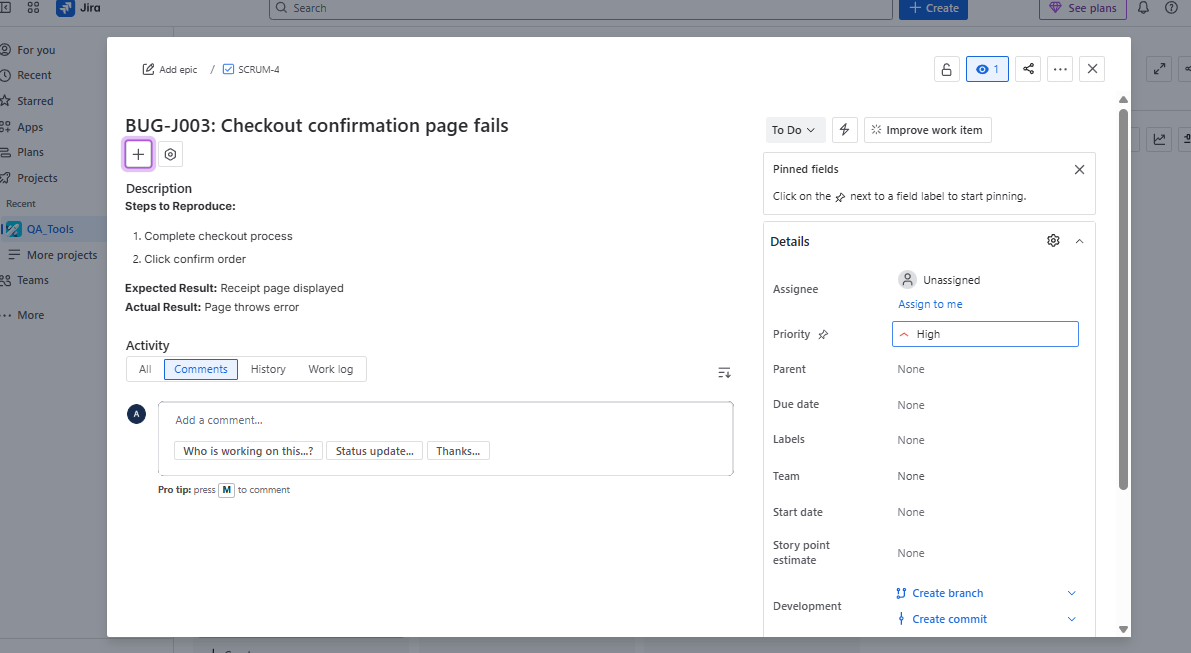 Jira
Search
Create
See plans
For you
Recent
Starred
Apps
Plans
Projects
Recent
QA_Tools
More projects
Teams
More
Add epic / SCRUM-4
1
BUG-J003: Checkout confirmation page fails
Description
Steps to Reproduce:
1. Complete checkout process
2. Click confirm order
Expected Result: Receipt page displayed
Actual Result: Page throws error
Activity
All Comments History Work log
A
Add a comment...
Who is working on this...? Status update... Thanks...
Pro tip: press M to comment
To Do
Improve work item
Pinned fields
Click on the next to a field label to start pinning.
Details
Assignee
Unassigned
Assign to me
Priority
High
Parent
None
Due date
None
Labels
None
Team
None
Start date
None
Story point
estimate
None
Development
Create branch
Create commit